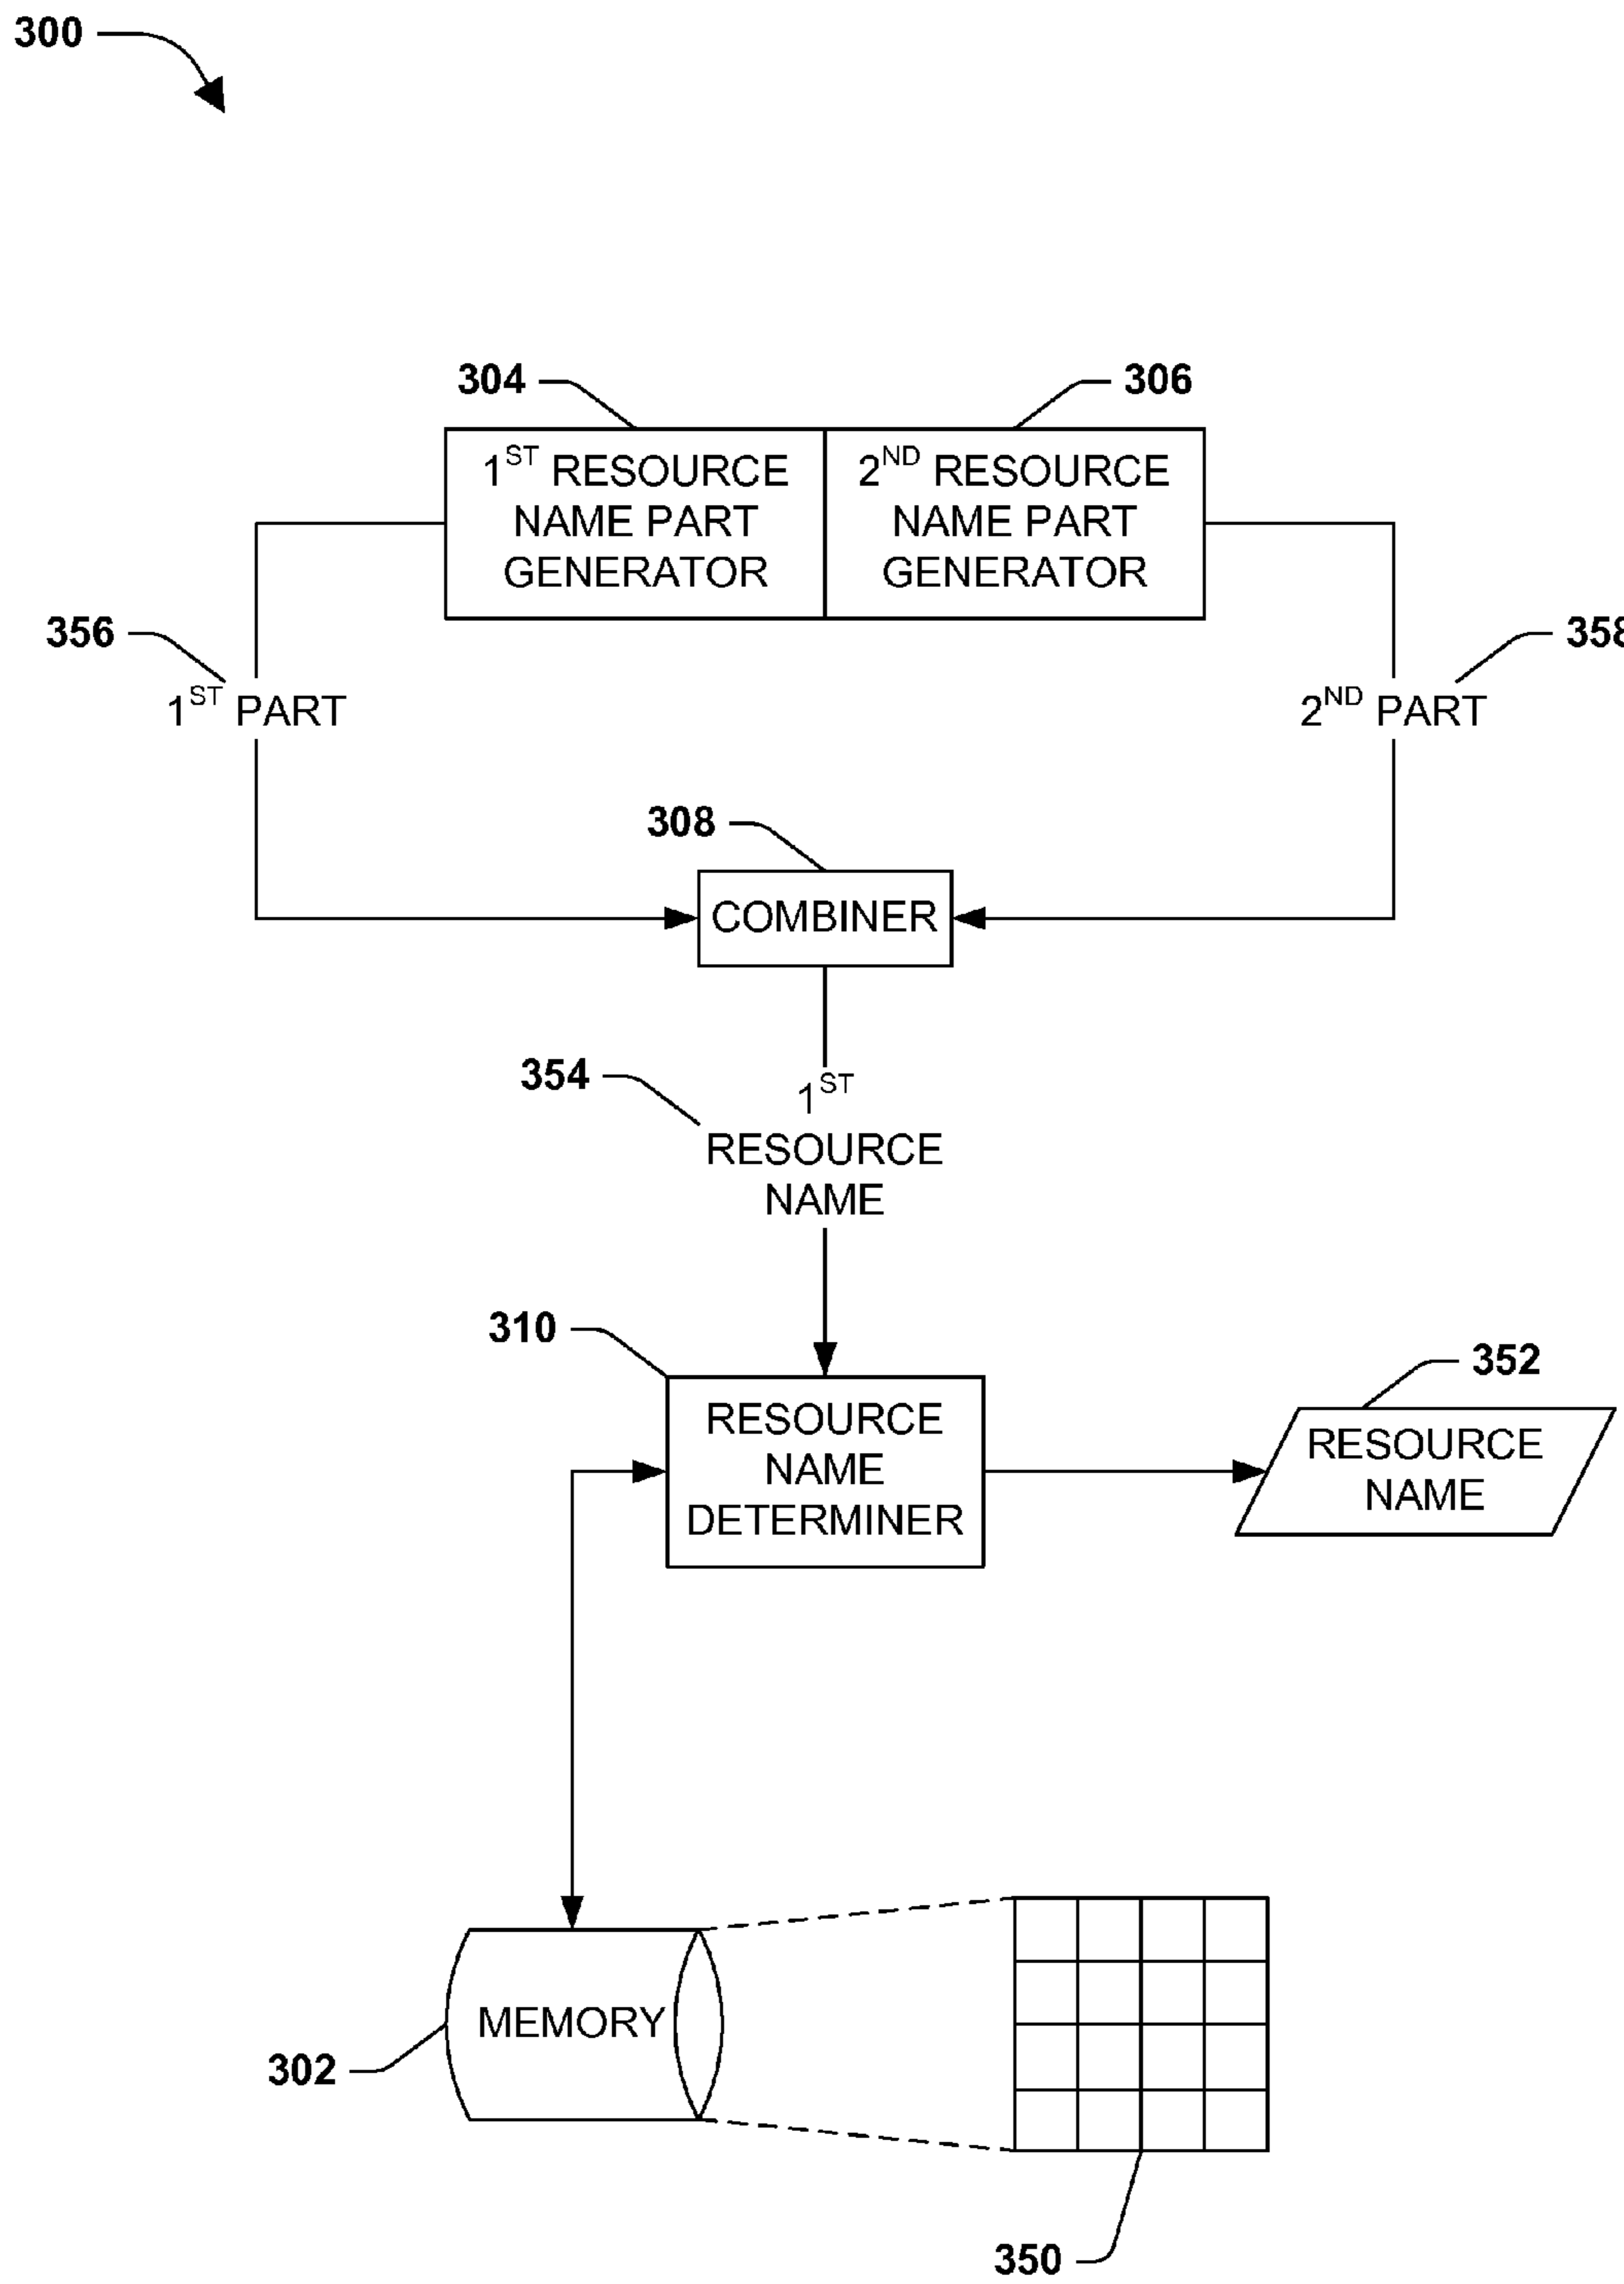 300
304
306
1ST RESOURCE
NAME PART
GENERATOR
2ND RESOURCE
NAME PART
GENERATOR
356
358
1ST PART
2ND PART
308
COMBINER
354
1ST
RESOURCE
NAME
310
352
RESOURCE
NAME
DETERMINER
RESOURCE
NAME
MEMORY
302
350